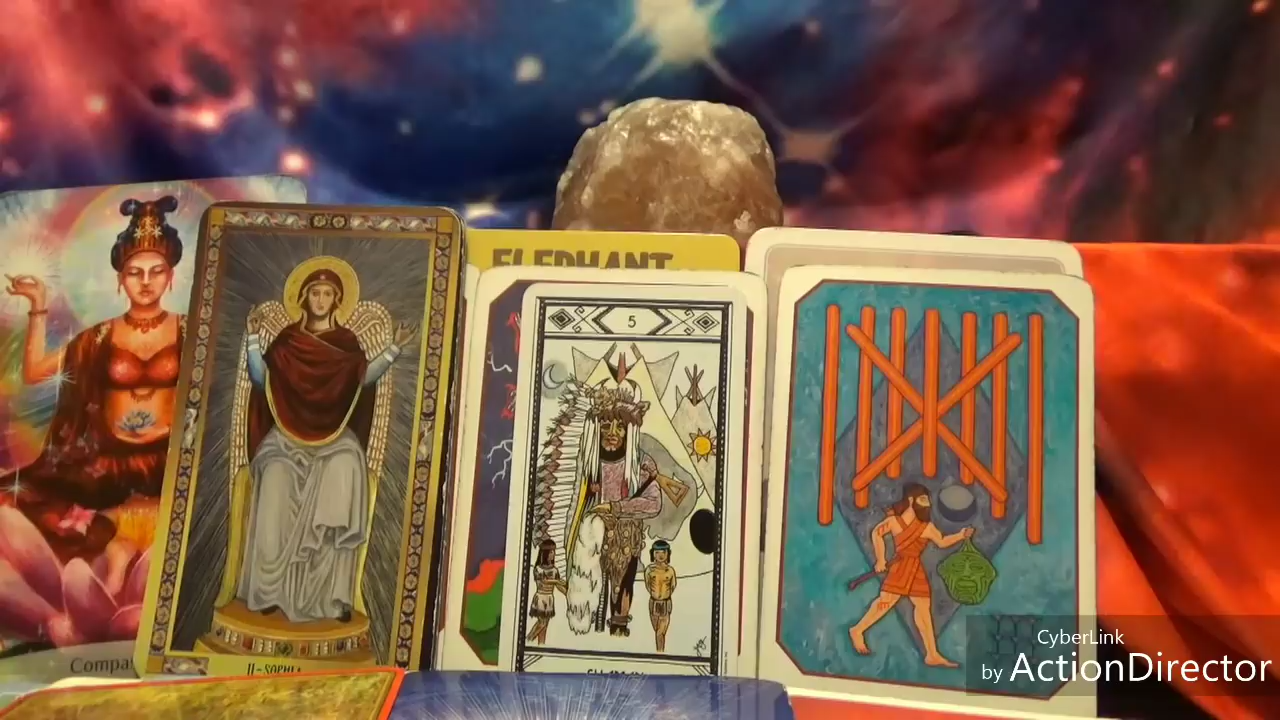 ELEPHANT
5
II-SOPHIA
CyberLink
by ActionDirector